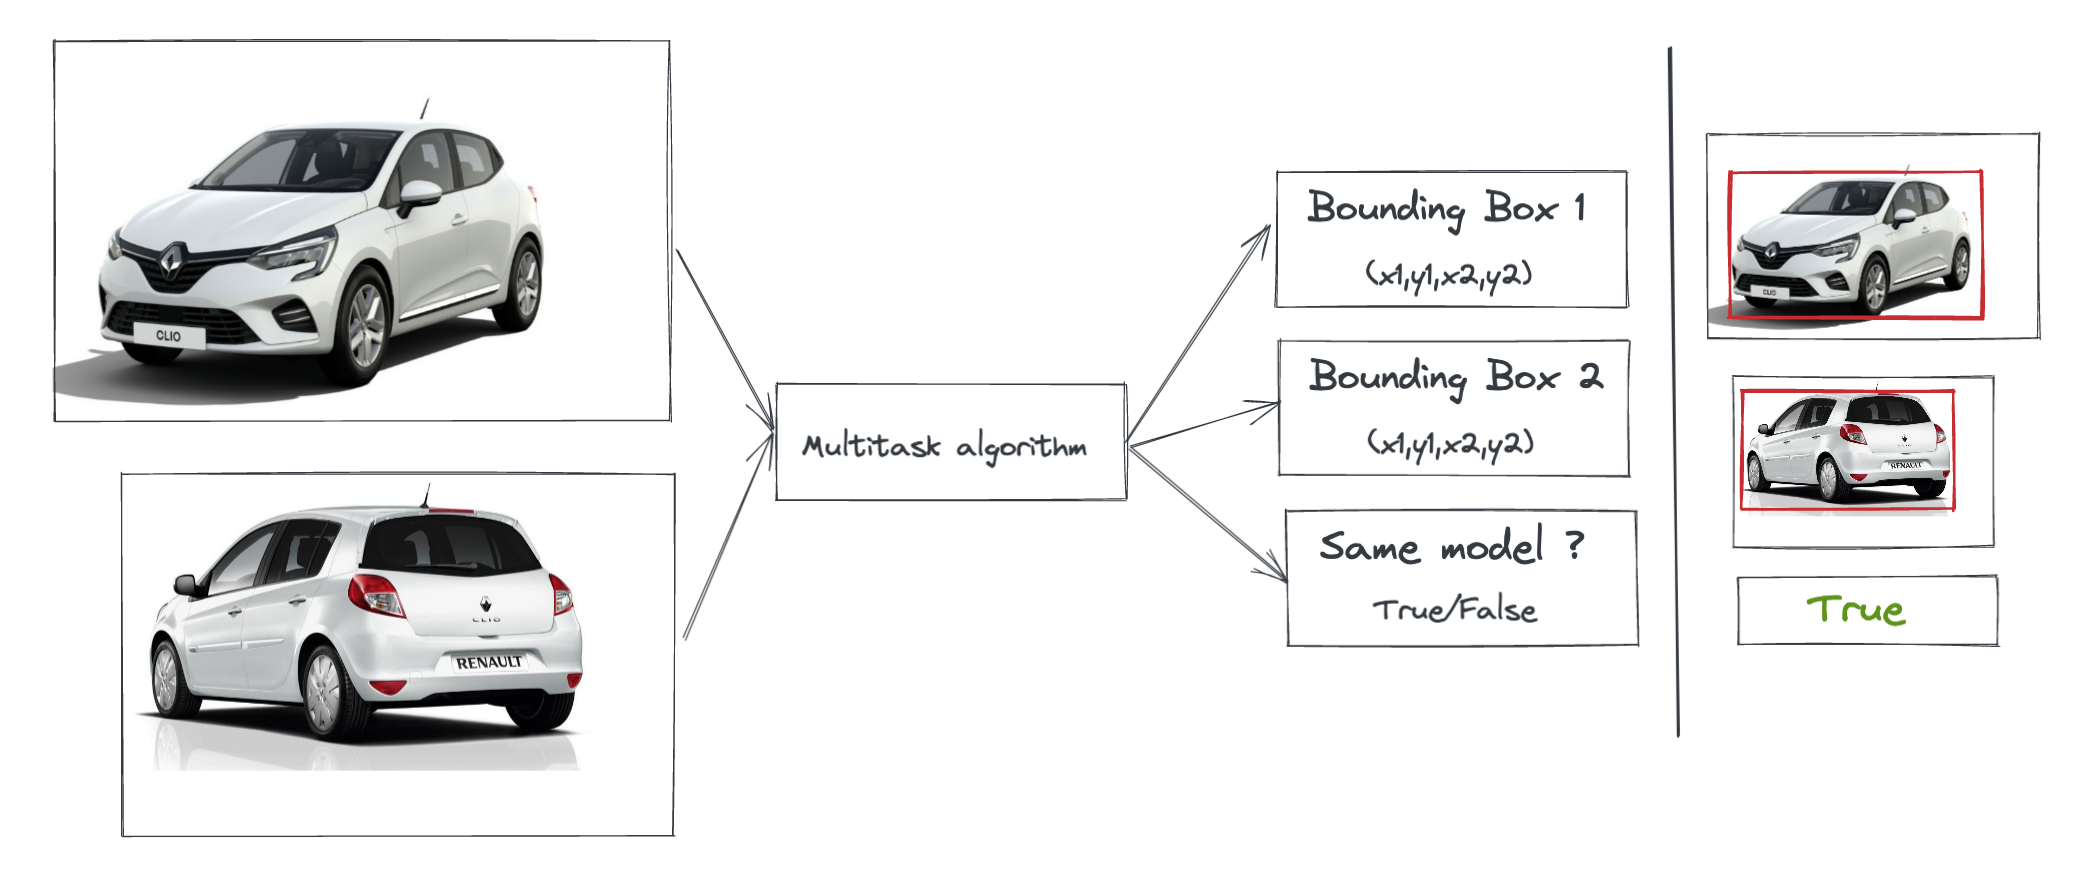 CLIO
CLIO
RENAULT
Multitask algorithm
Bounding Box 1
(x1,y1,x2,y2)
Bounding Box 2
(x1,y1,x2,y2)
Same model ?
True/False
CLIO
RENAULT
True